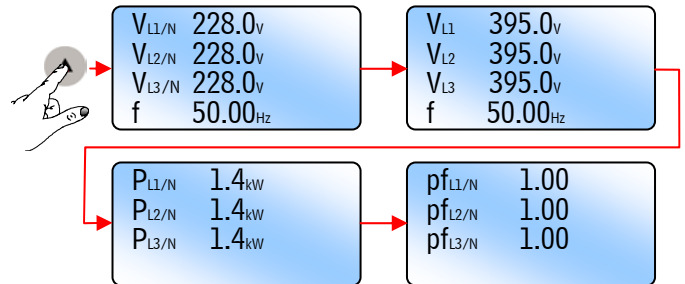 VL1/N 228.0V
VL2/N 228.0V
VL3/N 228.0V
f 50.00Hz
VL1 395.0V
VL2 395.0V
VL3 395.0V
f 50.00Hz
PL1/N 1.4kW
PL2/N 1.4kW
PL3/N 1.4kW
pfL1/N 1.00
pfL2/N 1.00
pfL3/N 1.00